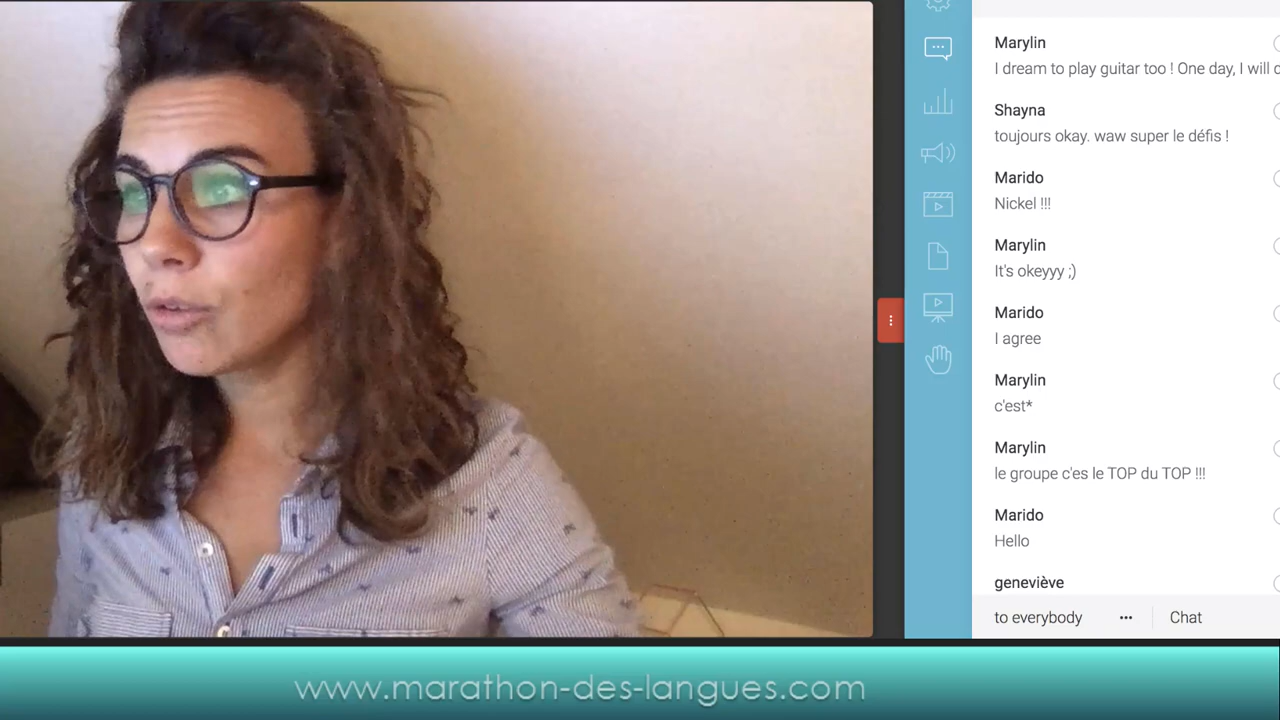 Marylin
I dream to play guitar too ! One day, I will
Shayna
toujours okay. waw super le défis !
Marido
Nickel !!!
Marylin
It's okeyyy ;)
Marido
I agree
Marylin
c'est*
Marylin
le groupe c'es le TOP du TOP !!!
Marido
Hello
geneviève
to everybody
Chat
www.marathon-des-langues.com